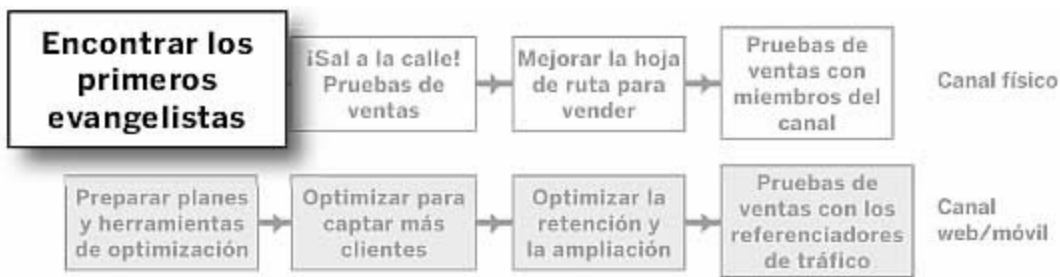 Encontrar los
primeros
evangelistas
¡Sal a la calle!
Pruebas de
ventas
Mejorar la hoja
de ruta para
vender
Pruebas de
ventas con
miembros del
canal
Canal físico
Preparar planes
y herramientas
de optimización
Optimizar para
captar más
clientes
Optimizar la
retención y
la ampliación
Pruebas de
ventas con los
referenciadores
de tráfico
Canal
web/móvil